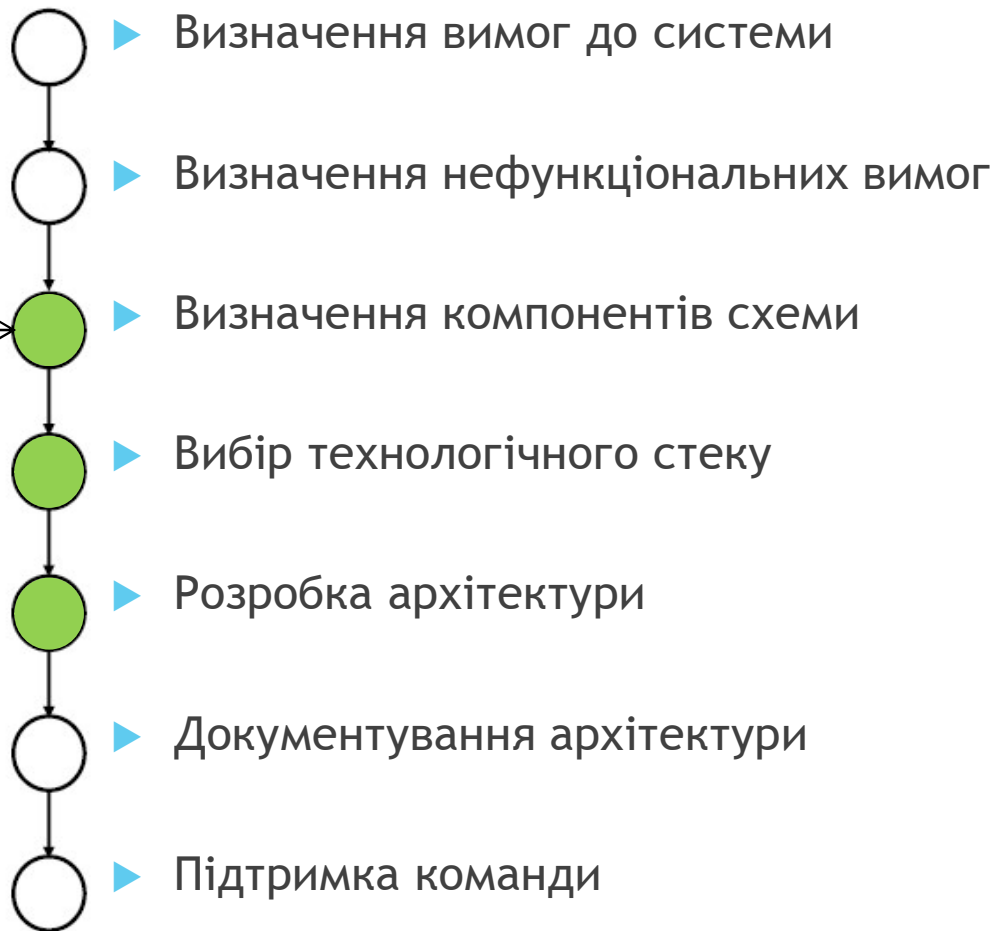 Визначення вимог до системи
Визначення нефункціональних вимог
Визначення компонентів схеми
Вибір технологічного стеку
Розробка архітектури
Документування архітектури
Підтримка команди